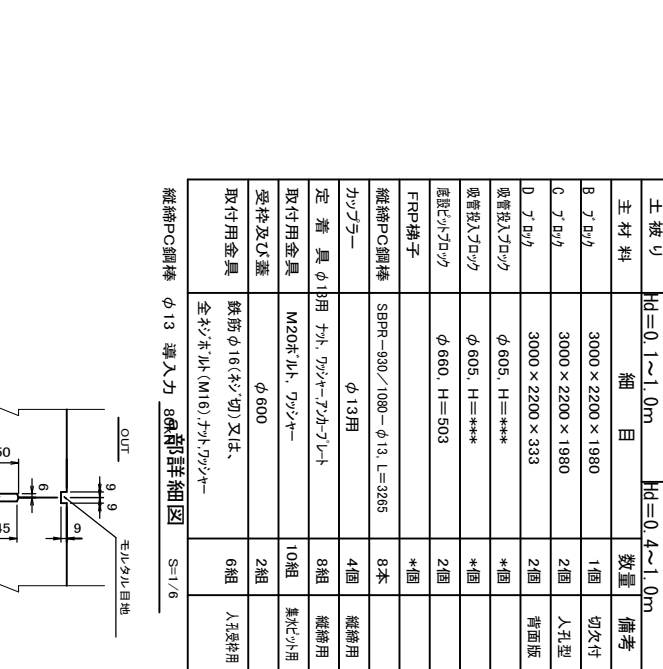 土被り Hd=0.1~1.0m Hd=0.4~1.0m
主材料 細目 数量 備考
B ブロック 3000×2200×1980 1個 切欠付
C ブロック 3000×2200×1980 2個 人孔型
D ブロック 3000×2200×333 2個 背面版
吸管投入ブロック φ605, H=*** *個
吸管投入ブロック φ605, H=*** *個
底設ピットブロック φ660, H=503 2個
FRP梯子 *個
縦締PC鋼棒 SBPR-930/1080-φ13, L=3265 8本
カップラー φ13用 4個 縦締用
定着具 φ13用 ナット, ワッシャー,アンカープレート 8組 縦締用
取付用金具 M20ボルト, ワッシャー 10組 集水ピット用
受枠及び蓋 φ600 2組
取付用金具 鉄筋φ16(ネジ切)又は、 6組 人孔受枠用
全ネジボルト(M16),ナット,ワッシャー
縦締PC鋼棒 φ13 導入力 80kN
部詳細図 S=1/6
OUT
モルタル目地
9
9
9
6
50
45